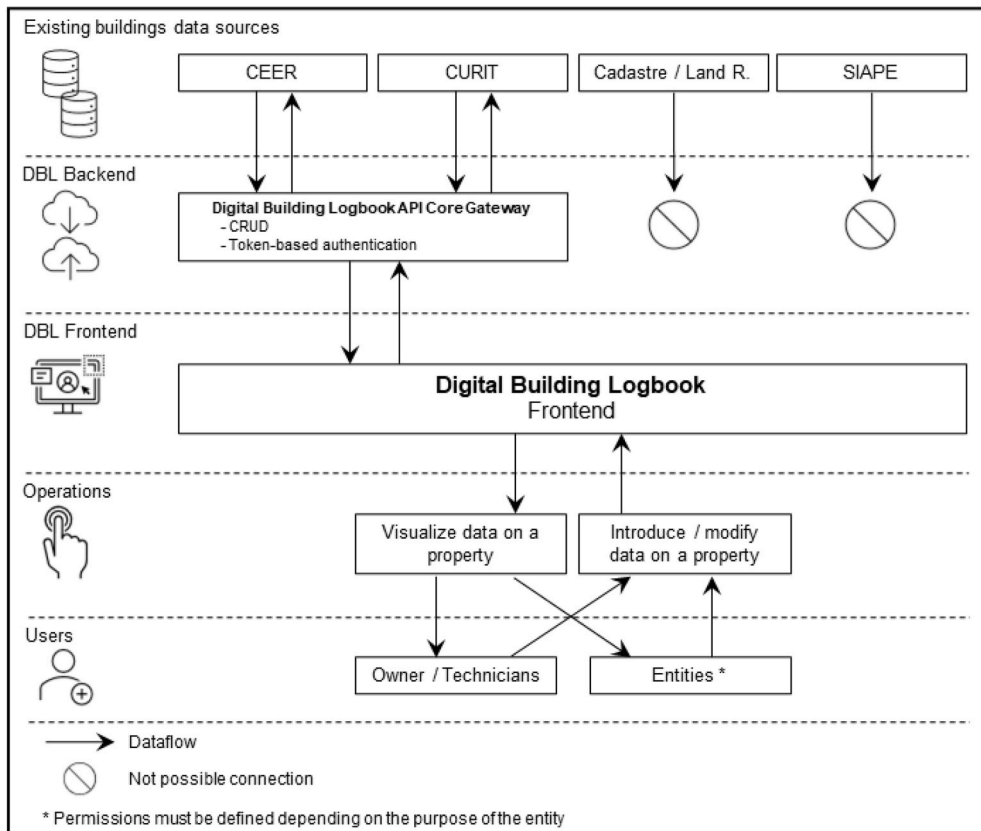 Existing buildings data sources
CEER
CURIT
Cadastre / Land R.
SIAPE
DBL Backend
Digital Building Logbook API Core Gateway
- CRUD
- Token-based authentication
DBL Frontend
Digital Building Logbook
Frontend
Operations
Visualize data on a
property
Introduce / modify
data on a property
Users
Owner / Technicians
Entities *
Dataflow
Not possible connection
* Permissions must be defined depending on the purpose of the entity